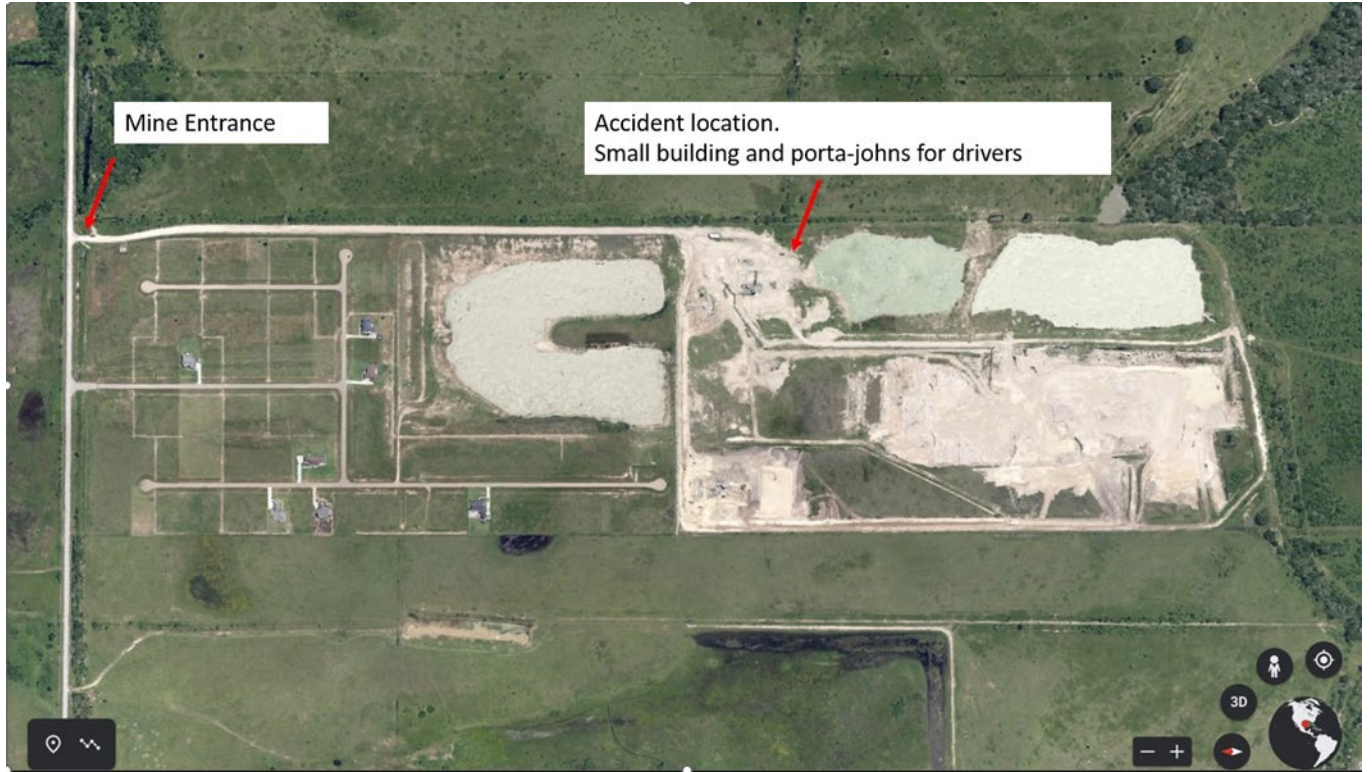 Mine Entrance
Accident location.
Small building and porta-johns for drivers
3D